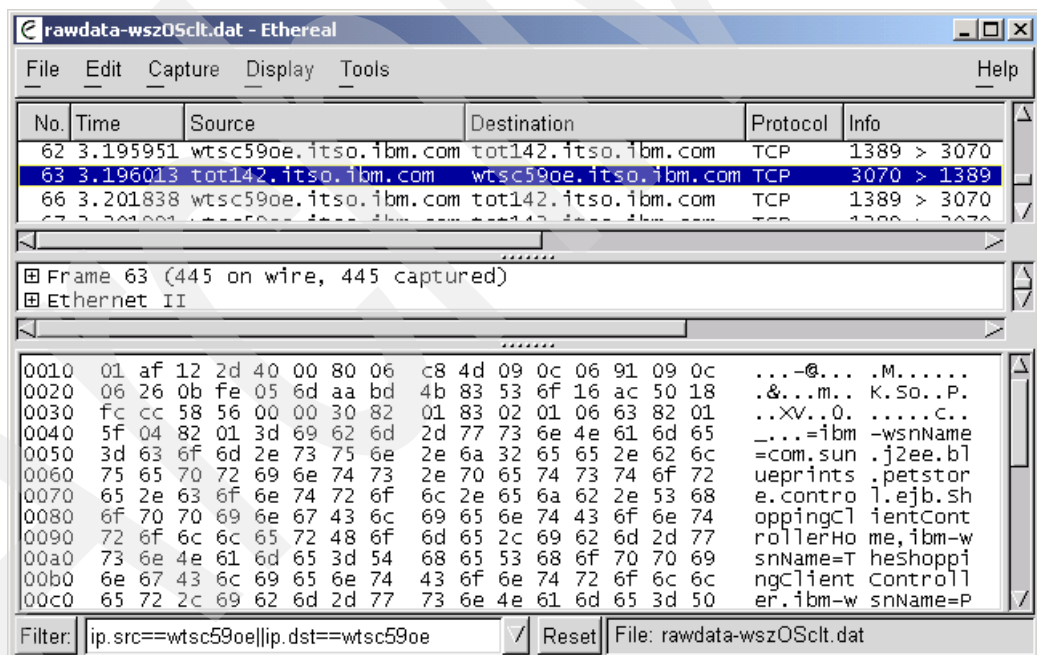 rawdata-wszOSclt.dat - Ethereal
File Edit Capture Display Tools Help
No. Time Source Destination Protocol Info
62 3.195951 wtsc59oe.itso.ibm.com tot142.itso.ibm.com TCP 1389 > 3070
63 3.196013 tot142.itso.ibm.com wtsc59oe.itso.ibm.com TCP 3070 > 1389
66 3.201838 wtsc59oe.itso.ibm.com tot142.itso.ibm.com TCP 1389 > 3070
Frame 63 (445 on wire, 445 captured)
Ethernet II
0010 01 af 12 2d 40 00 80 06 c8 4d 09 0c 06 91 09 0c ...-@... .M......
0020 06 26 0b fe 05 6d aa bd 4b 83 53 6f 16 ac 50 18 .&...m.. K.So..P.
0030 fc cc 58 56 00 00 30 82 01 83 02 01 06 63 82 01 ..XV..0. .....c..
0040 5f 04 82 01 3d 69 62 6d 2d 77 73 6e 4e 61 6d 65 _...=ibm -wsnName
0050 3d 63 6f 6d 2e 73 75 6e 2e 6a 32 65 65 2e 62 6c =com.sun .j2ee.bl
0060 75 65 70 72 69 6e 74 73 2e 70 65 74 73 74 6f 72 ueprints .petstor
0070 65 2e 63 6f 6e 74 72 6f 6c 2e 65 6a 62 2e 53 68 e.contro l.ejb.Sh
0080 6f 70 70 69 6e 67 43 6c 69 65 6e 74 43 6f 6e 74 oppingCl ientCont
0090 72 6f 6c 6c 65 72 48 6f 6d 65 2c 69 62 6d 2d 77 rollerHo me,ibm-w
00a0 73 6e 4e 61 6d 65 3d 54 68 65 53 68 6f 70 70 69 snName=T heShoppi
00b0 6e 67 43 6c 69 65 6e 74 43 6f 6e 74 72 6f 6c 6c ngClient Controll
00c0 65 72 2c 69 62 6d 2d 77 73 6e 4e 61 6d 65 3d 50 er.ibm-w snName=P
Filter: ip.src==wtsc59oe||ip.dst==wtsc59oe Reset File: rawdata-wszOSclt.dat